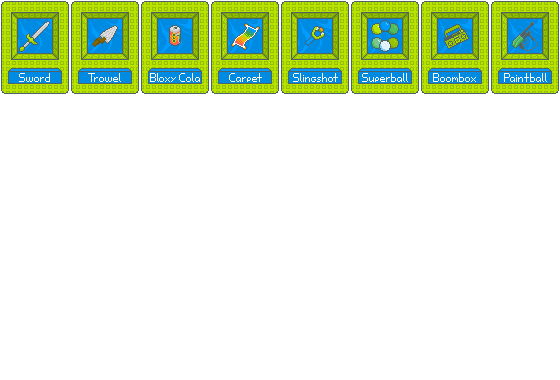 Sword
Trowel
Bloxy Cola
Carpet
Slingshot
Superball
Boombox
Paintball